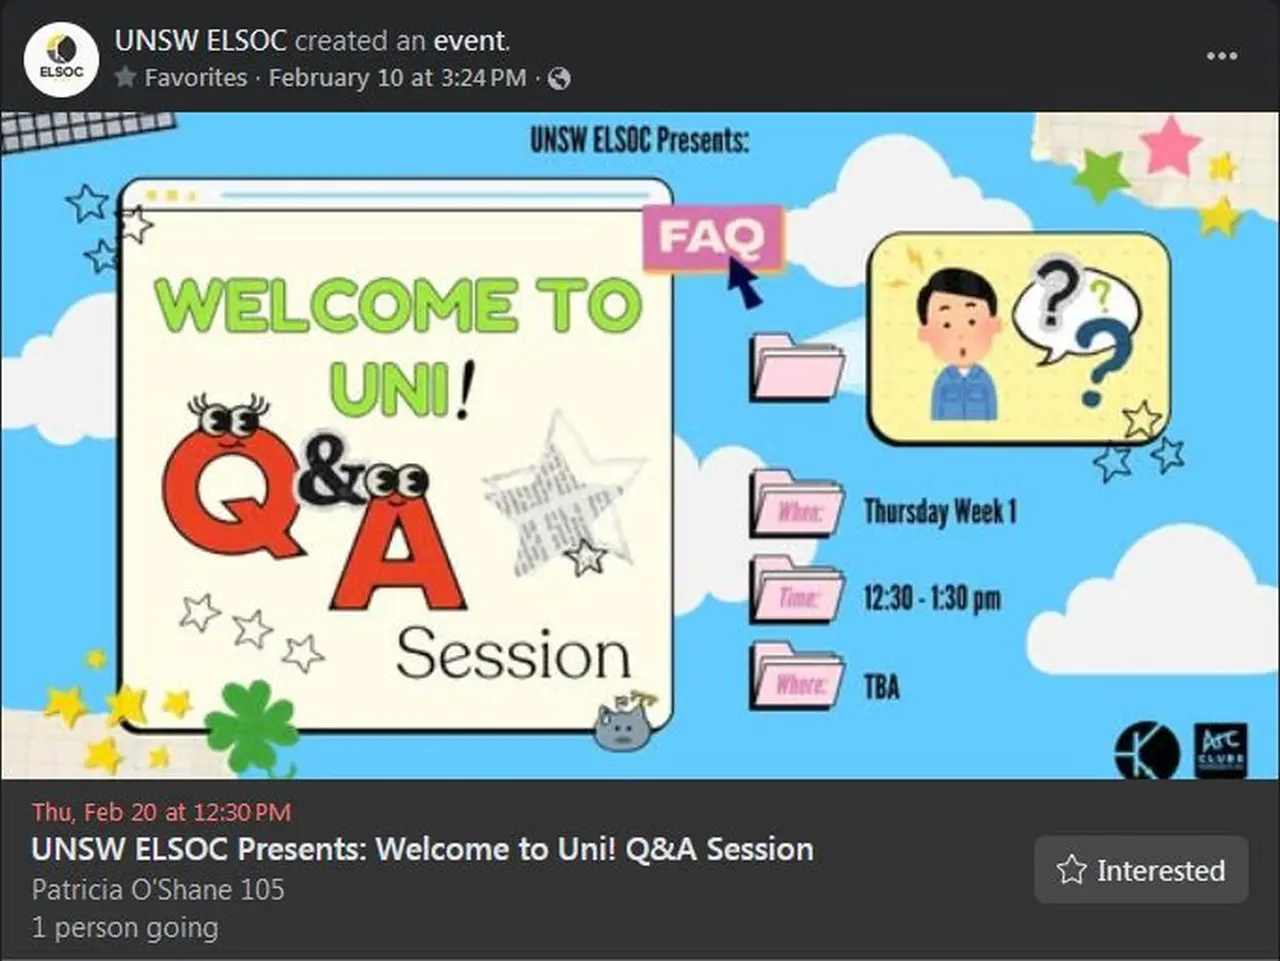 UNSW ELSOC created an event.
Favorites · February 10 at 3:24 PM ·
ELSOC
UNSW ELSOC Presents:
FAQ
WELCOME TO
UNI!
Q&A
Session
? ? ?
When: Thursday Week 1
Time: 12:30 - 1:30 pm
Where: TBA
Arc
CLUBS
Thu, Feb 20 at 12:30 PM
UNSW ELSOC Presents: Welcome to Uni! Q&A Session
Patricia O'Shane 105
1 person going
Interested